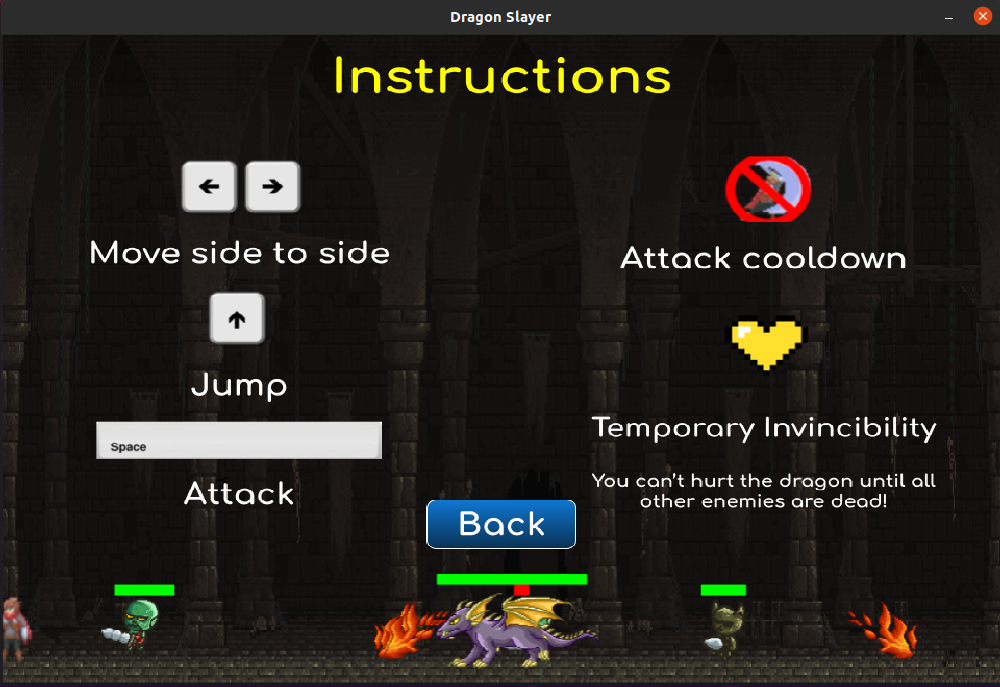 Dragon Slayer
Instructions
Move side to side
Jump
Space
Attack
Attack cooldown
Temporary Invincibility
You can't hurt the dragon until all
other enemies are dead!
Back